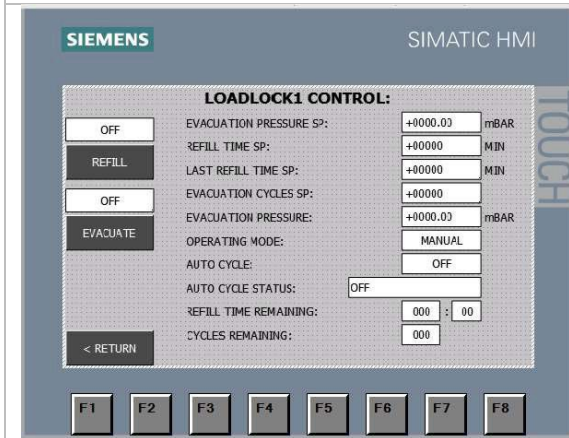 SIEMENS
SIMATIC HMI
TOUCH
LOADLOCK1 CONTROL:
OFF
REFILL
OFF
EVACUATE
< RETURN
EVACUATION PRESSURE SP: +0000.00 mBAR
REFILL TIME SP: +00000 MIN
LAST REFILL TIME SP: +00000 MIN
EVACUATION CYCLES SP: +00000
EVACUATION PRESSURE: +0000.00 mBAR
OPERATING MODE: MANUAL
AUTO CYCLE: OFF
AUTO CYCLE STATUS: OFF
REFILL TIME REMAINING: 000 : 00
CYCLES REMAINING: 000
F1 F2 F3 F4 F5 F6 F7 F8